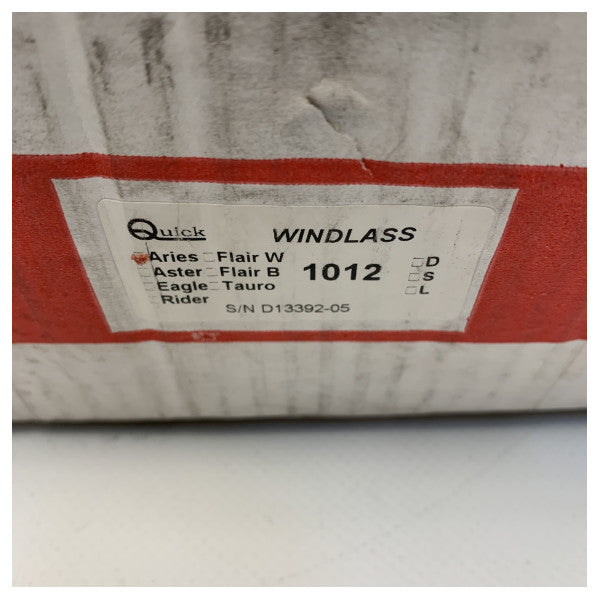 Quick WINDLASS
Aries Flair W
Aster Flair B
Eagle Tauro
Rider
1012
D
S
L
S/N D13392-05